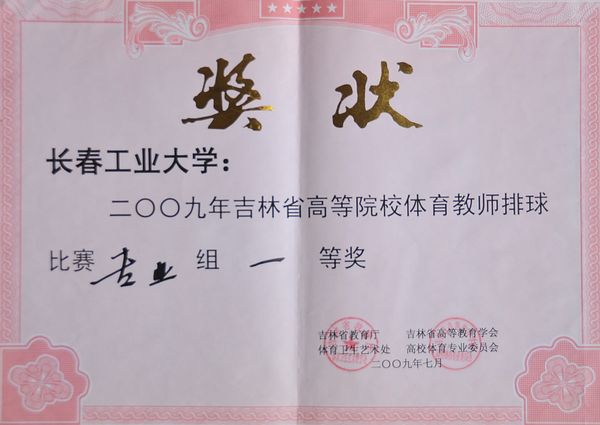 奖状
长春工业大学：
二〇〇九年吉林省高等院校体育教师排球
比赛专业组一等奖
吉林省教育厅 吉林省高等教育学会
体育卫生艺术处 高校体育专业委员会
二〇〇九年七月